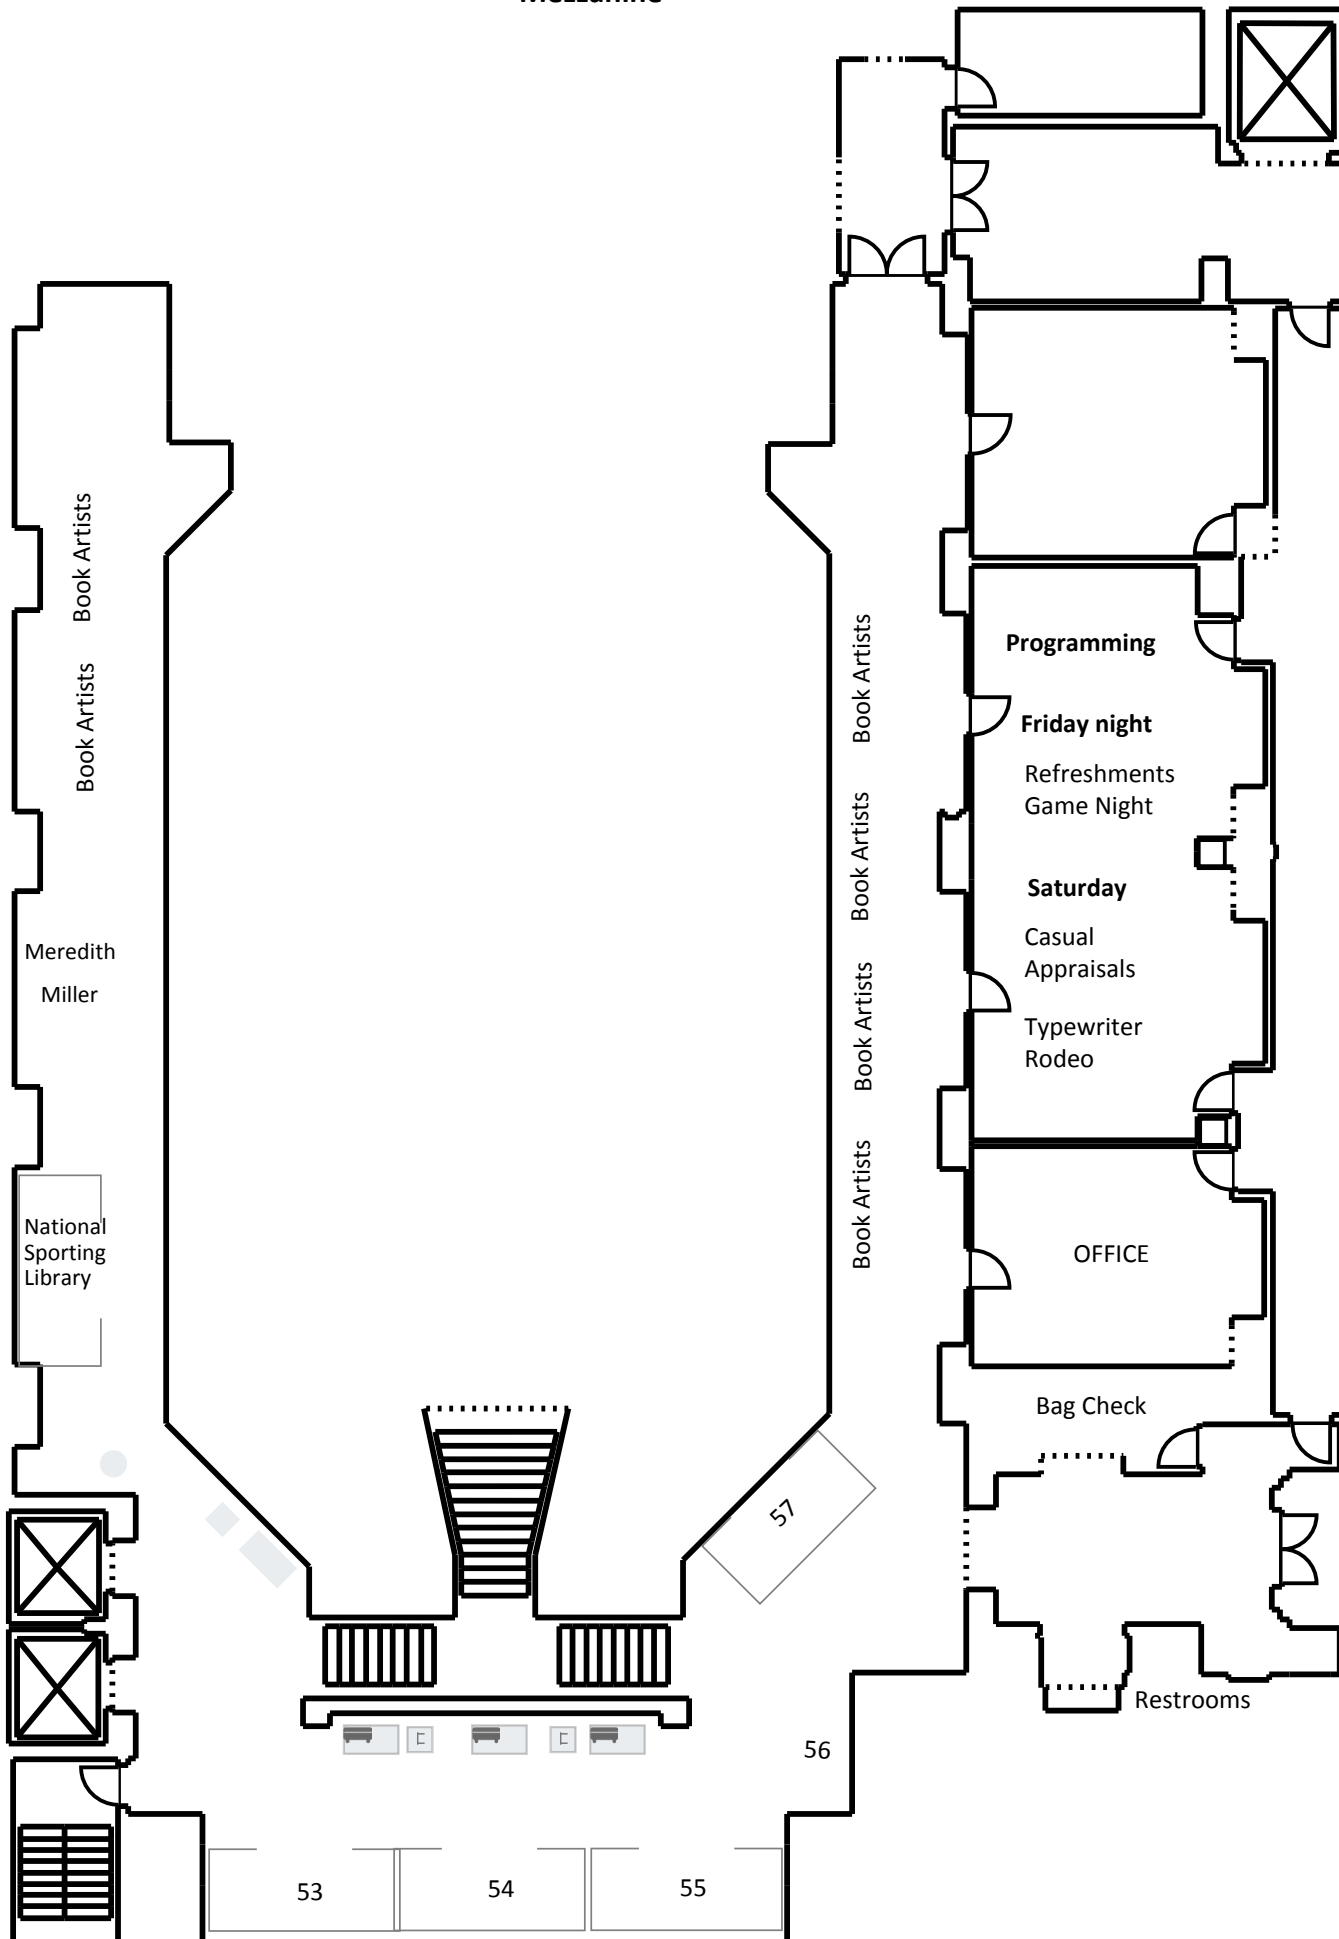 Mezzanine
Book Artists
Book Artists
Meredith
Miller
National
Sporting
Library
Book Artists
Book Artists
Book Artists
Book Artists
Programming
Friday night
Refreshments
Game Night
Saturday
Casual
Appraisals
Typewriter
Rodeo
OFFICE
Bag Check
57
Restrooms
56
53
54
55